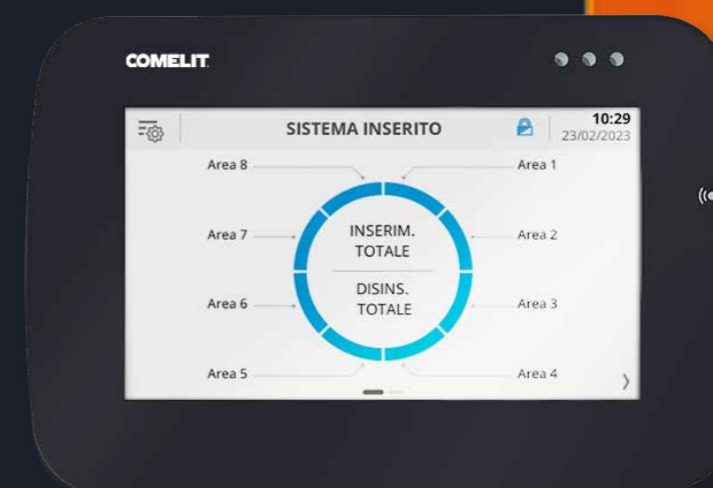 COMELIT
SISTEMA INSERITO
10:29
23/02/2023
Area 8
Area 1
Area 7
INSERIM.
TOTALE
Area 2
Area 6
DISINS.
TOTALE
Area 3
Area 5
Area 4